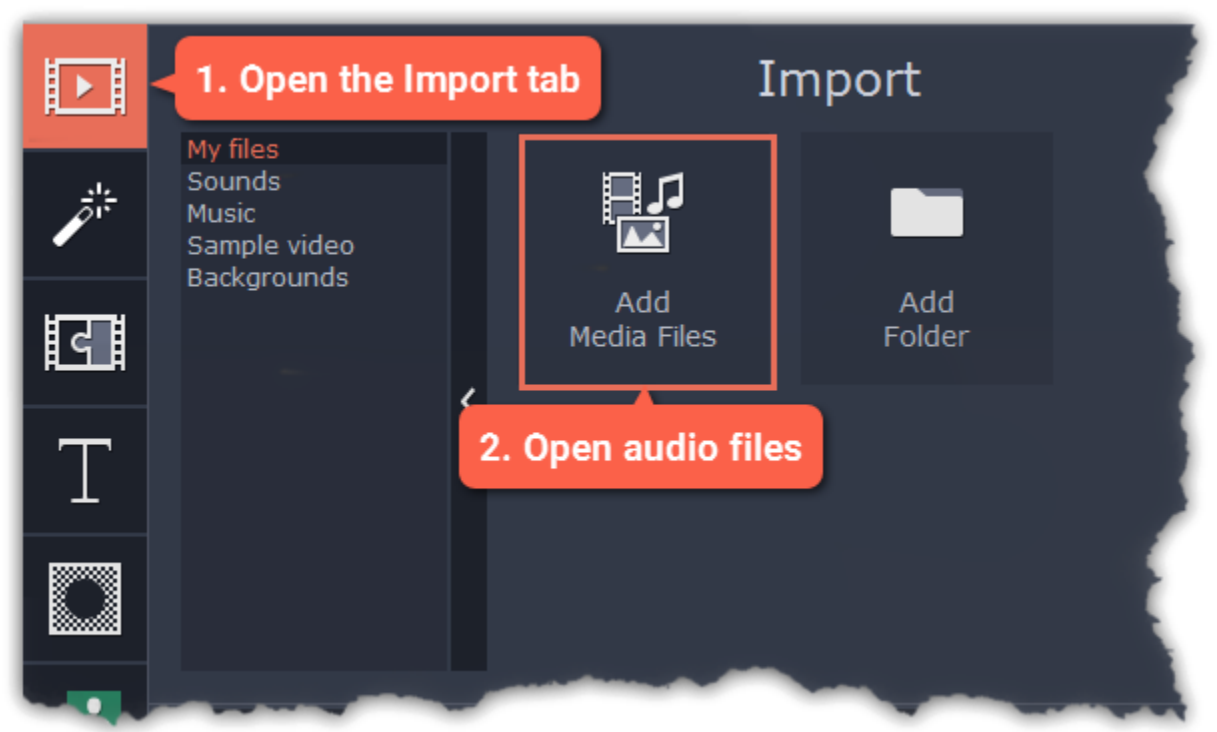 1. Open the Import tab
Import
My files
Sounds
Music
Sample video
Backgrounds
Add
Media Files
Add
Folder
2. Open audio files
T